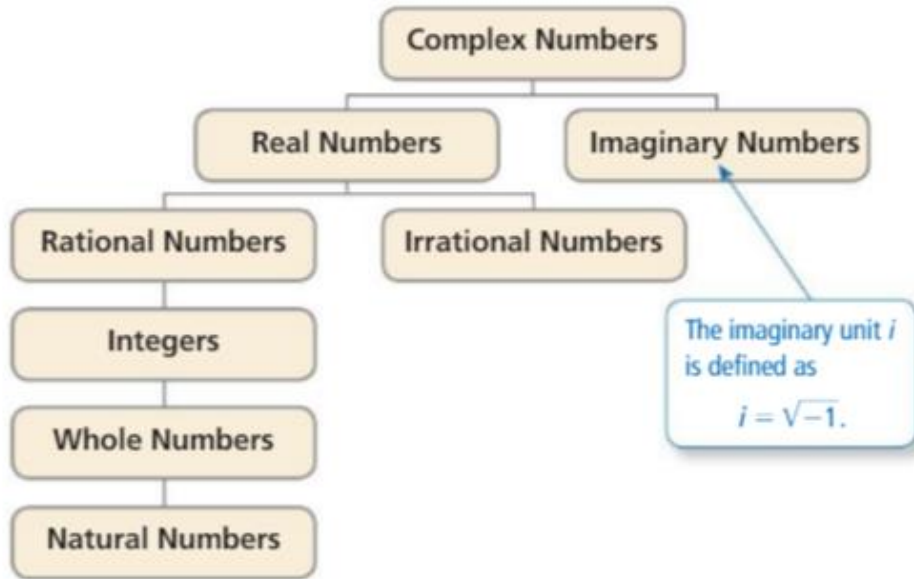 Complex Numbers
Real Numbers
Imaginary Numbers
Rational Numbers
Irrational Numbers
Integers
The imaginary unit i
is defined as
i = √−1.
Whole Numbers
Natural Numbers